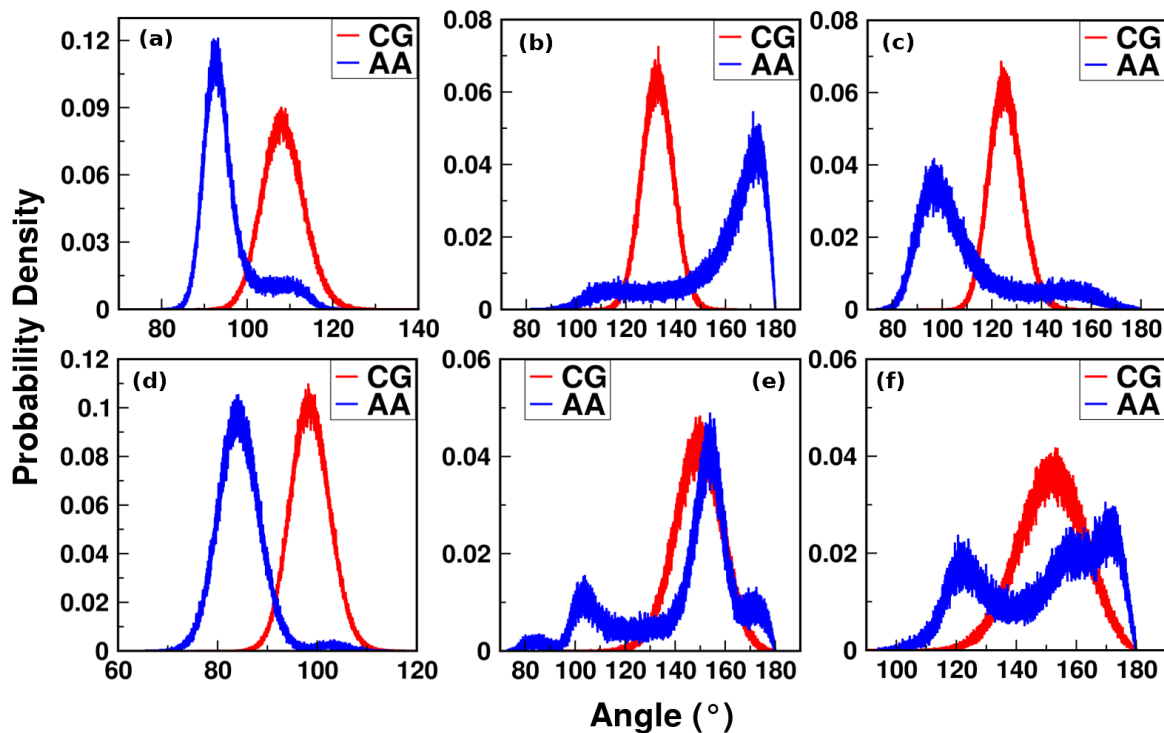 (a) CG
AA
0.12
0.09
0.06
0.03
0
80 100 120 140
(b) CG
AA
0.08
0.06
0.04
0.02
0
80 100 120 140 160 180
(c) CG
AA
0.08
0.06
0.04
0.02
0
80 100 120 140 160 180
(d) CG
AA
0.12
0.1
0.08
0.06
0.04
0.02
0
60 80 100 120
CG (e)
AA
0.06
0.04
0.02
0
80 100 120 140 160 180
(f) CG
AA
0.06
0.04
0.02
0
100 120 140 160 180
Probability Density
Angle (°)